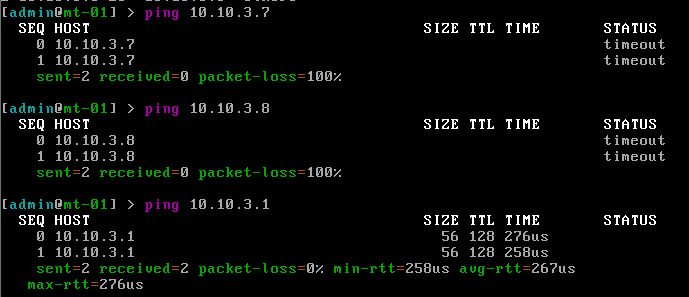 [admin@mt-01] > ping 10.10.3.7
SEQ HOST SIZE TTL TIME STATUS
0 10.10.3.7 timeout
1 10.10.3.7 timeout
sent=2 received=0 packet-loss=100%
[admin@mt-01] > ping 10.10.3.8
SEQ HOST SIZE TTL TIME STATUS
0 10.10.3.8 timeout
1 10.10.3.8 timeout
sent=2 received=0 packet-loss=100%
[admin@mt-01] > ping 10.10.3.1
SEQ HOST SIZE TTL TIME STATUS
0 10.10.3.1 56 128 276us
1 10.10.3.1 56 128 258us
sent=2 received=2 packet-loss=0% min-rtt=258us avg-rtt=267us
max-rtt=276us